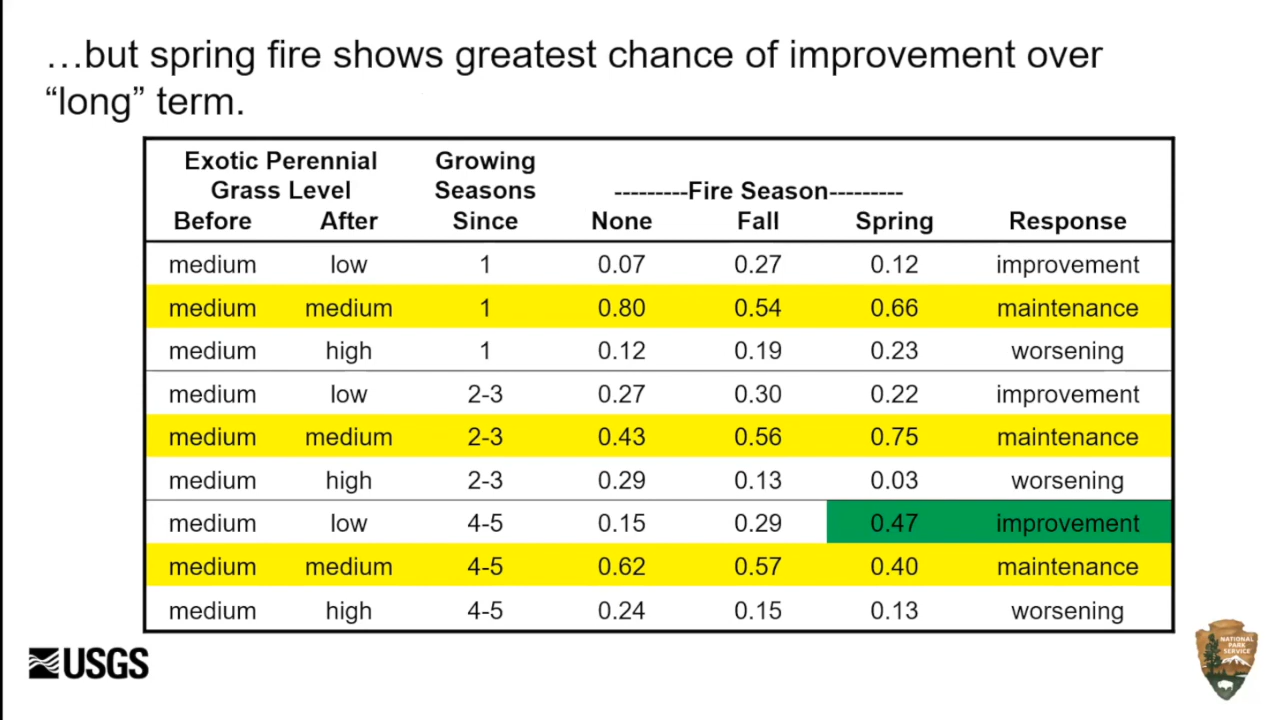 …but spring fire shows greatest chance of improvement over
“long” term.
Exotic Perennial Growing
Grass Level Seasons ---------Fire Season---------
Before After Since None Fall Spring Response
medium low 1 0.07 0.27 0.12 improvement
medium medium 1 0.80 0.54 0.66 maintenance
medium high 1 0.12 0.19 0.23 worsening
medium low 2-3 0.27 0.30 0.22 improvement
medium medium 2-3 0.43 0.56 0.75 maintenance
medium high 2-3 0.29 0.13 0.03 worsening
medium low 4-5 0.15 0.29 0.47 improvement
medium medium 4-5 0.62 0.57 0.40 maintenance
medium high 4-5 0.24 0.15 0.13 worsening
USGS
NATIONAL
PARK
SERVICE